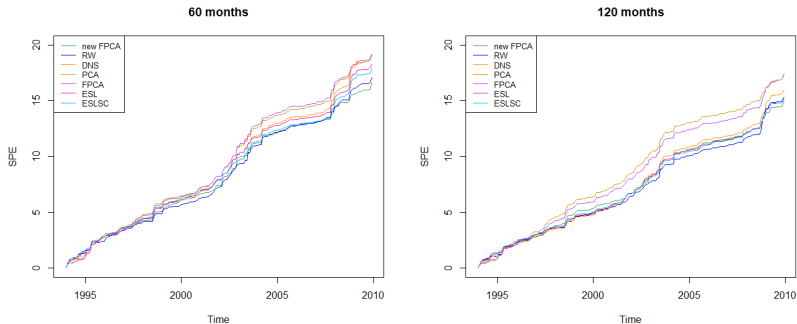 60 months
20
15
10
5
0
SPE
new FPCA
RW
DNS
PCA
FPCA
ESL
ESLSC
1995
2000
2005
2010
Time
120 months
20
15
10
5
0
SPE
new FPCA
RW
DNS
PCA
FPCA
ESL
ESLSC
1995
2000
2005
2010
Time